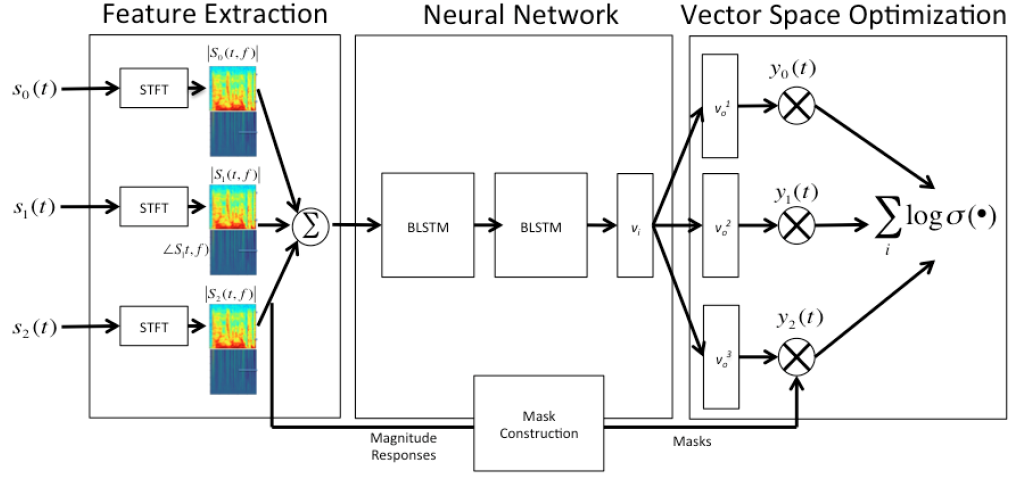 Feature Extraction
Neural Network
Vector Space Optimization
s₀(t)
STFT
|S₀(t,f)|
s₁(t)
STFT
|S₁(t,f)|
∠S₁t,f)
s₂(t)
STFT
|S₂(t,f)|
Σ
BLSTM
BLSTM
vᵢ
vₒ¹
y₀(t)
vₒ²
y₁(t)
vₒ³
y₂(t)
∑ log σ(•)
i
Magnitude
Responses
Mask
Construction
Masks